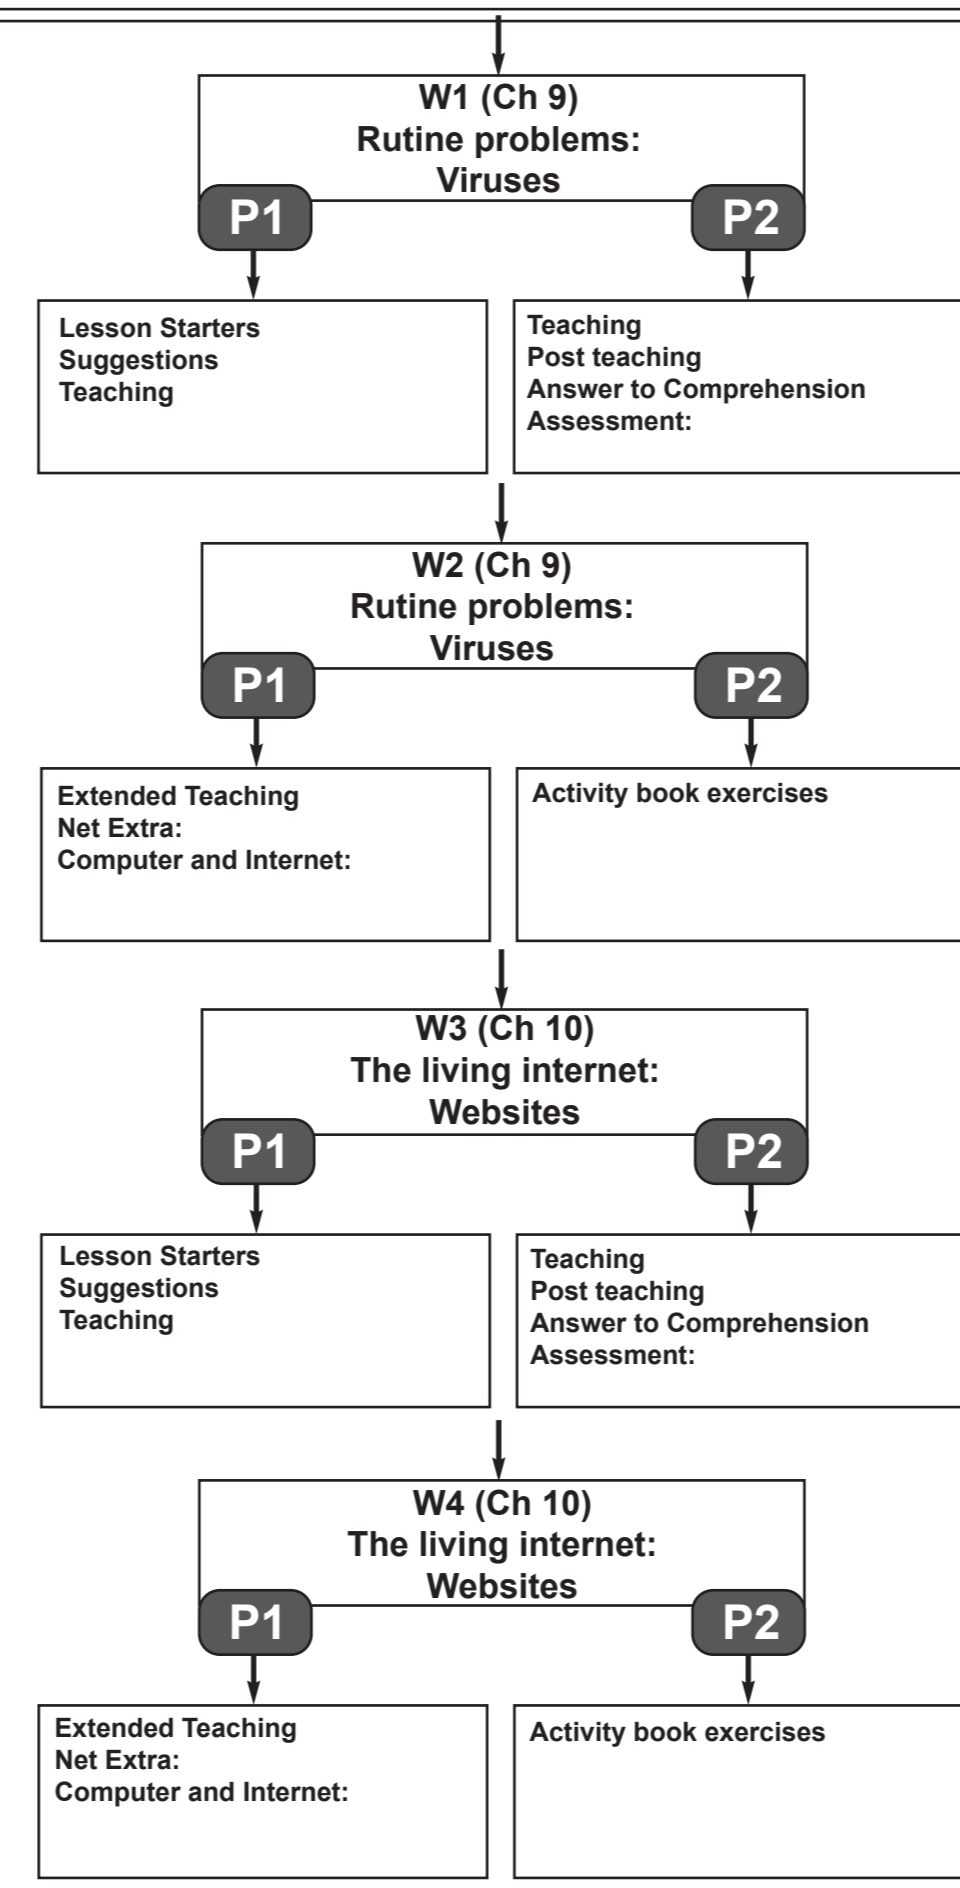 W1 (Ch 9)
Rutine problems:
Viruses
P1
P2
Lesson Starters
Suggestions
Teaching
Teaching
Post teaching
Answer to Comprehension
Assessment:
W2 (Ch 9)
Rutine problems:
Viruses
P1
P2
Extended Teaching
Net Extra:
Computer and Internet:
Activity book exercises
W3 (Ch 10)
The living internet:
Websites
P1
P2
Lesson Starters
Suggestions
Teaching
Teaching
Post teaching
Answer to Comprehension
Assessment:
W4 (Ch 10)
The living internet:
Websites
P1
P2
Extended Teaching
Net Extra:
Computer and Internet:
Activity book exercises